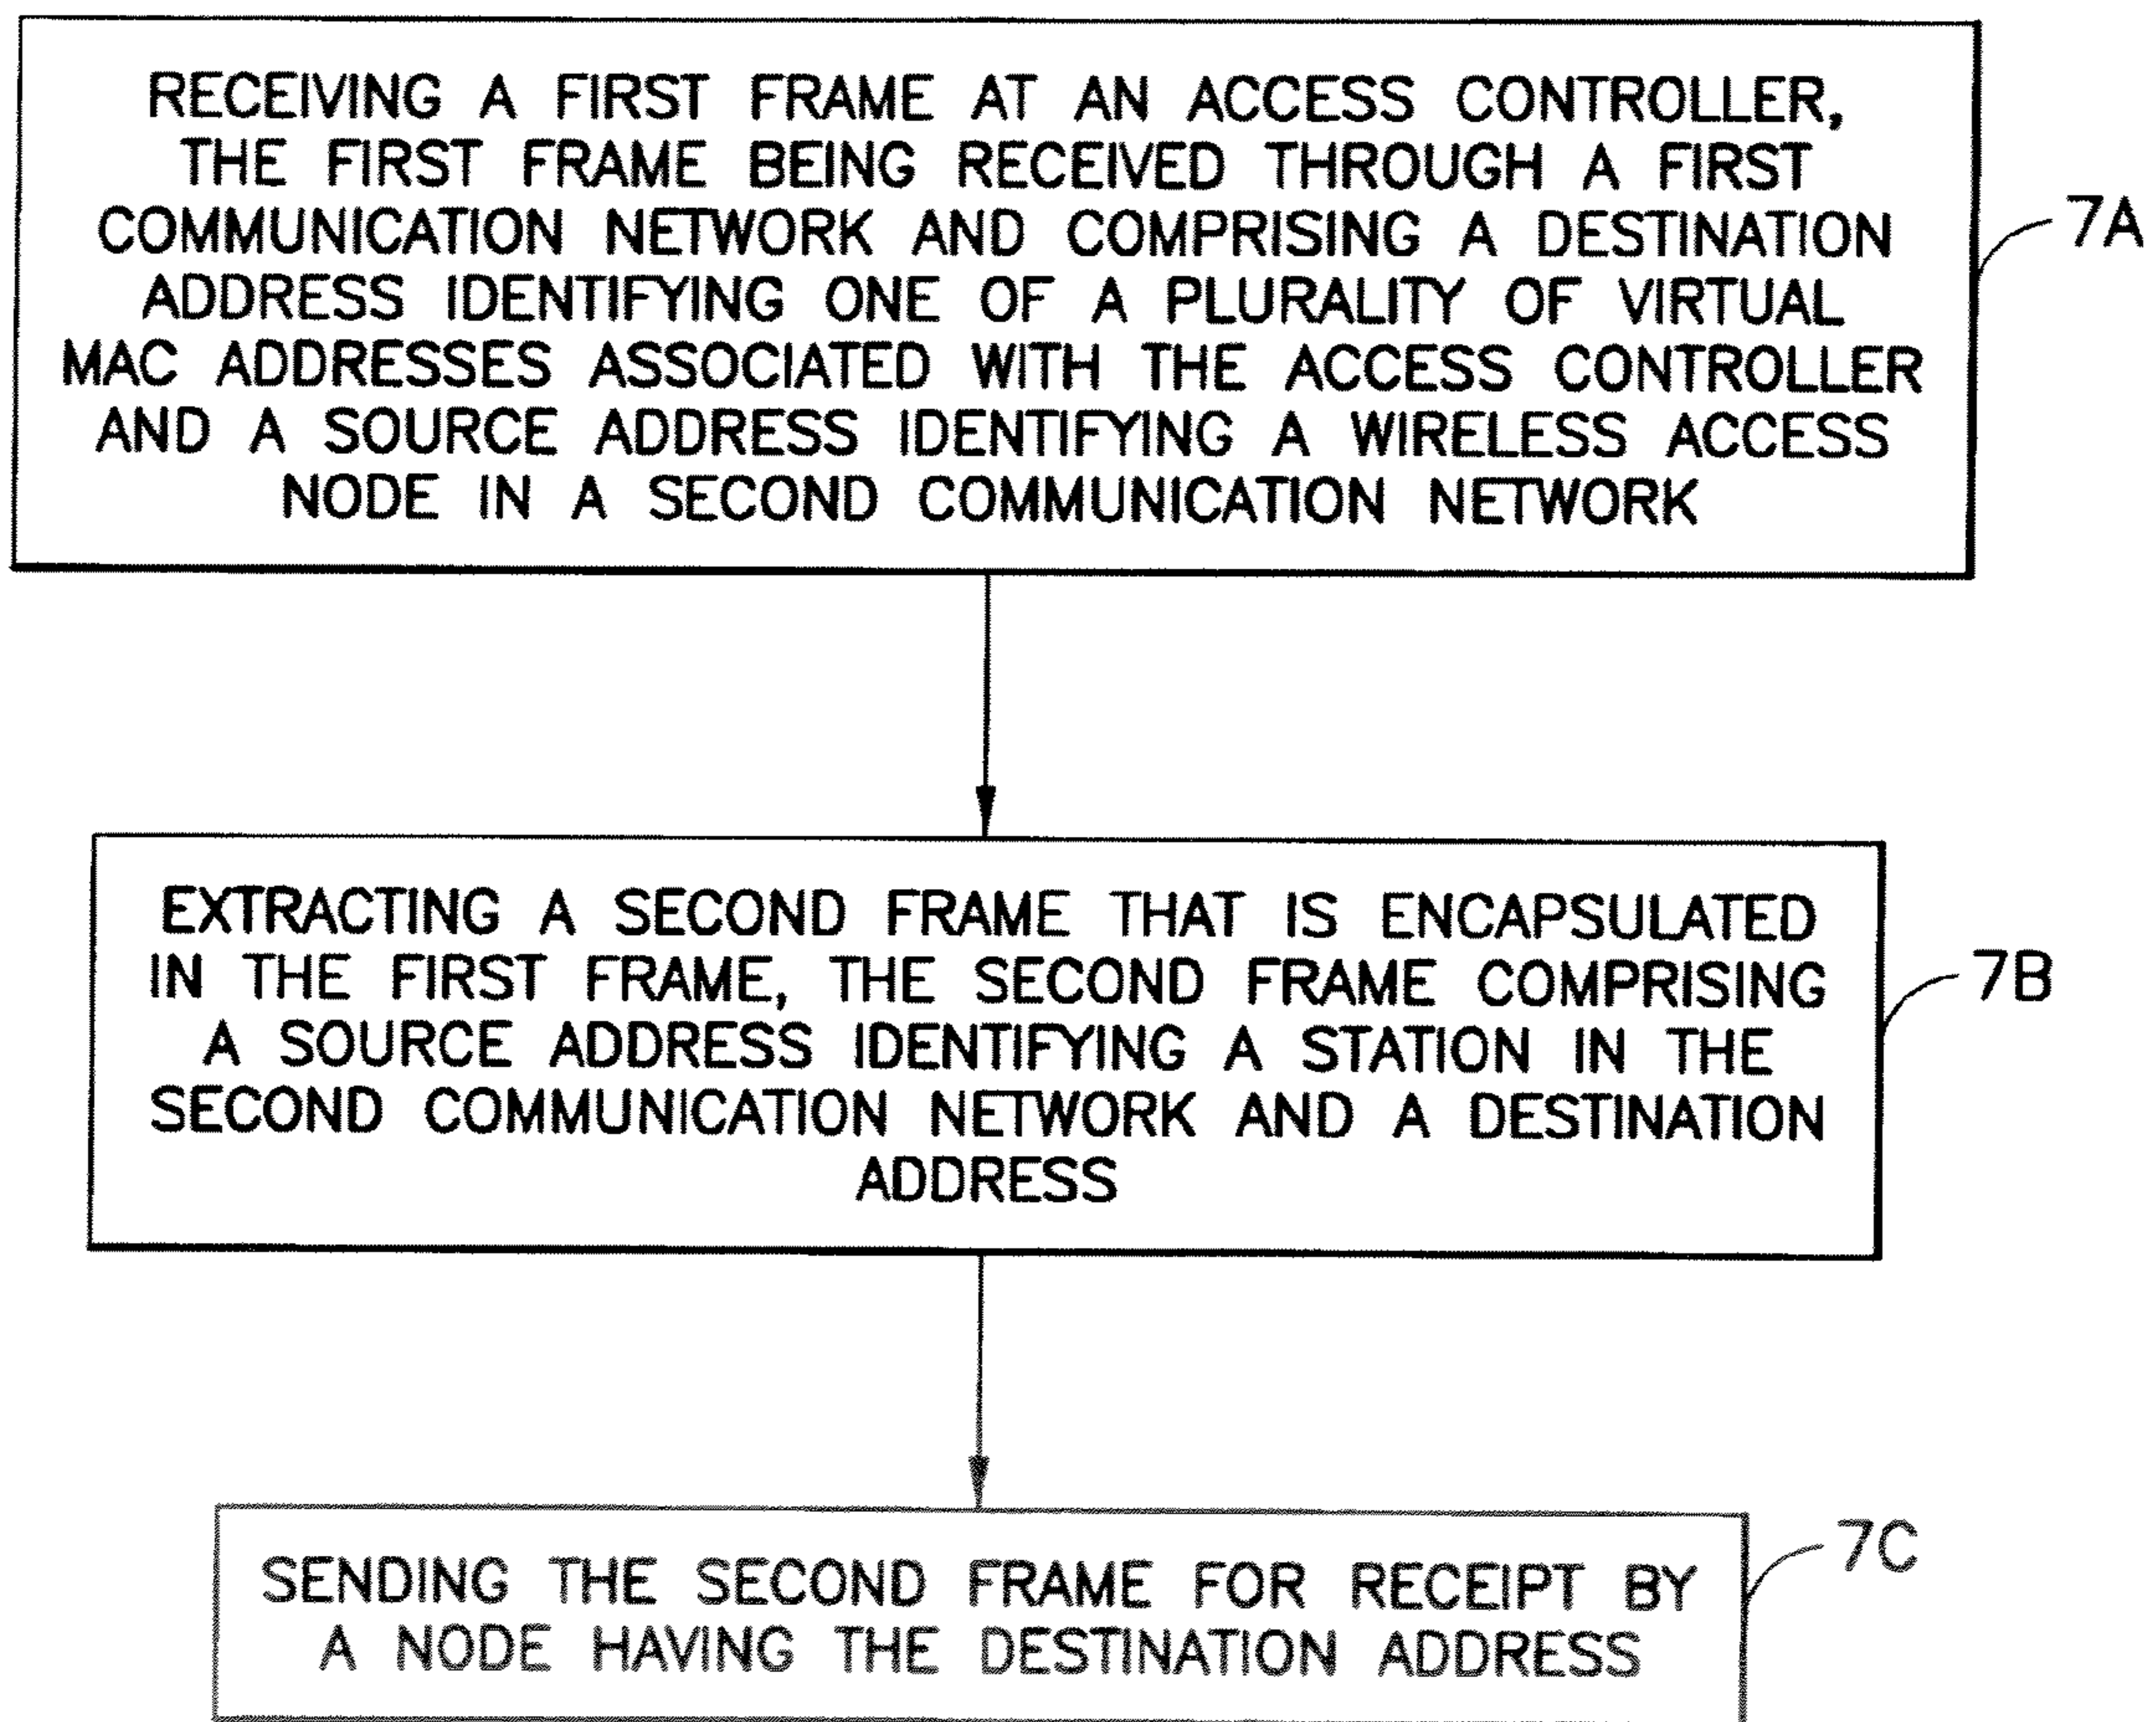 RECEIVING A FIRST FRAME AT AN ACCESS CONTROLLER,
THE FIRST FRAME BEING RECEIVED THROUGH A FIRST
COMMUNICATION NETWORK AND COMPRISING A DESTINATION
ADDRESS IDENTIFYING ONE OF A PLURALITY OF VIRTUAL
MAC ADDRESSES ASSOCIATED WITH THE ACCESS CONTROLLER
AND A SOURCE ADDRESS IDENTIFYING A WIRELESS ACCESS
NODE IN A SECOND COMMUNICATION NETWORK
7A
EXTRACTING A SECOND FRAME THAT IS ENCAPSULATED
IN THE FIRST FRAME, THE SECOND FRAME COMPRISING
A SOURCE ADDRESS IDENTIFYING A STATION IN THE
SECOND COMMUNICATION NETWORK AND A DESTINATION
ADDRESS
7B
SENDING THE SECOND FRAME FOR RECEIPT BY
A NODE HAVING THE DESTINATION ADDRESS
7C